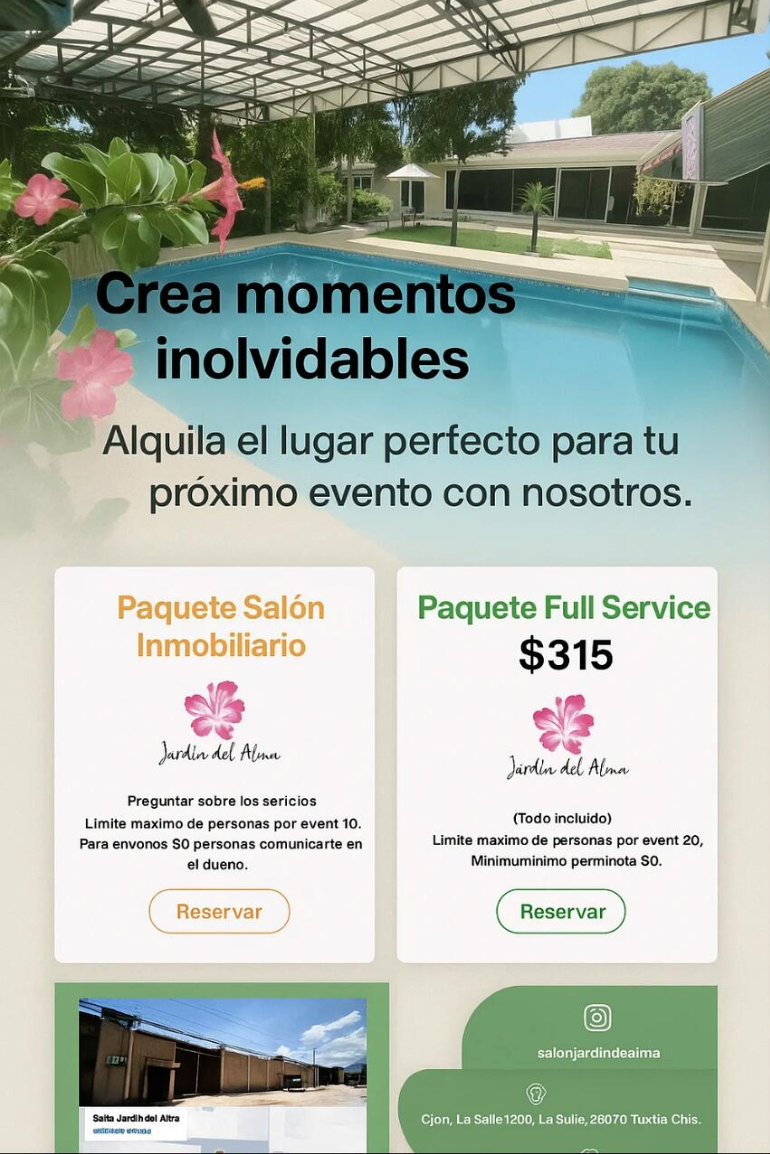 Crea momentos
inolvidables
Alquila el lugar perfecto para tu
próximo evento con nosotros.
Paquete Salón
Inmobiliario
Jardín del Alma
Preguntar sobre los sericios
Limite maximo de personas por event 10.
Para envonos S0 personas comunicarte en
el dueno.
Reservar
Paquete Full Service
$315
Járdín del Alma
(Todo incluido)
Limite maximo de personas por event 20,
Minimuminimo perminota S0.
Reservar
Salta Jardih del Altra
salonjardindeaima
Cjon, La Salle1200, La Sulie, 26070 Tuxtia Chis.